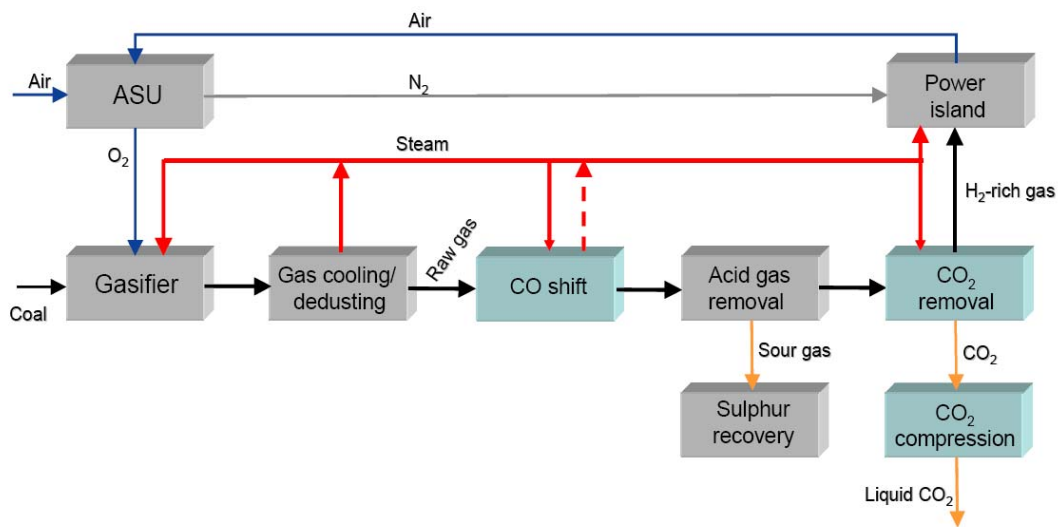 Air
Air
ASU
N2
Power
island
O2
Steam
H2-rich gas
Coal
Gasifier
Gas cooling/
dedusting
Raw gas
CO shift
Acid gas
removal
CO2
removal
Sour gas
CO2
Sulphur
recovery
CO2
compression
Liquid CO2